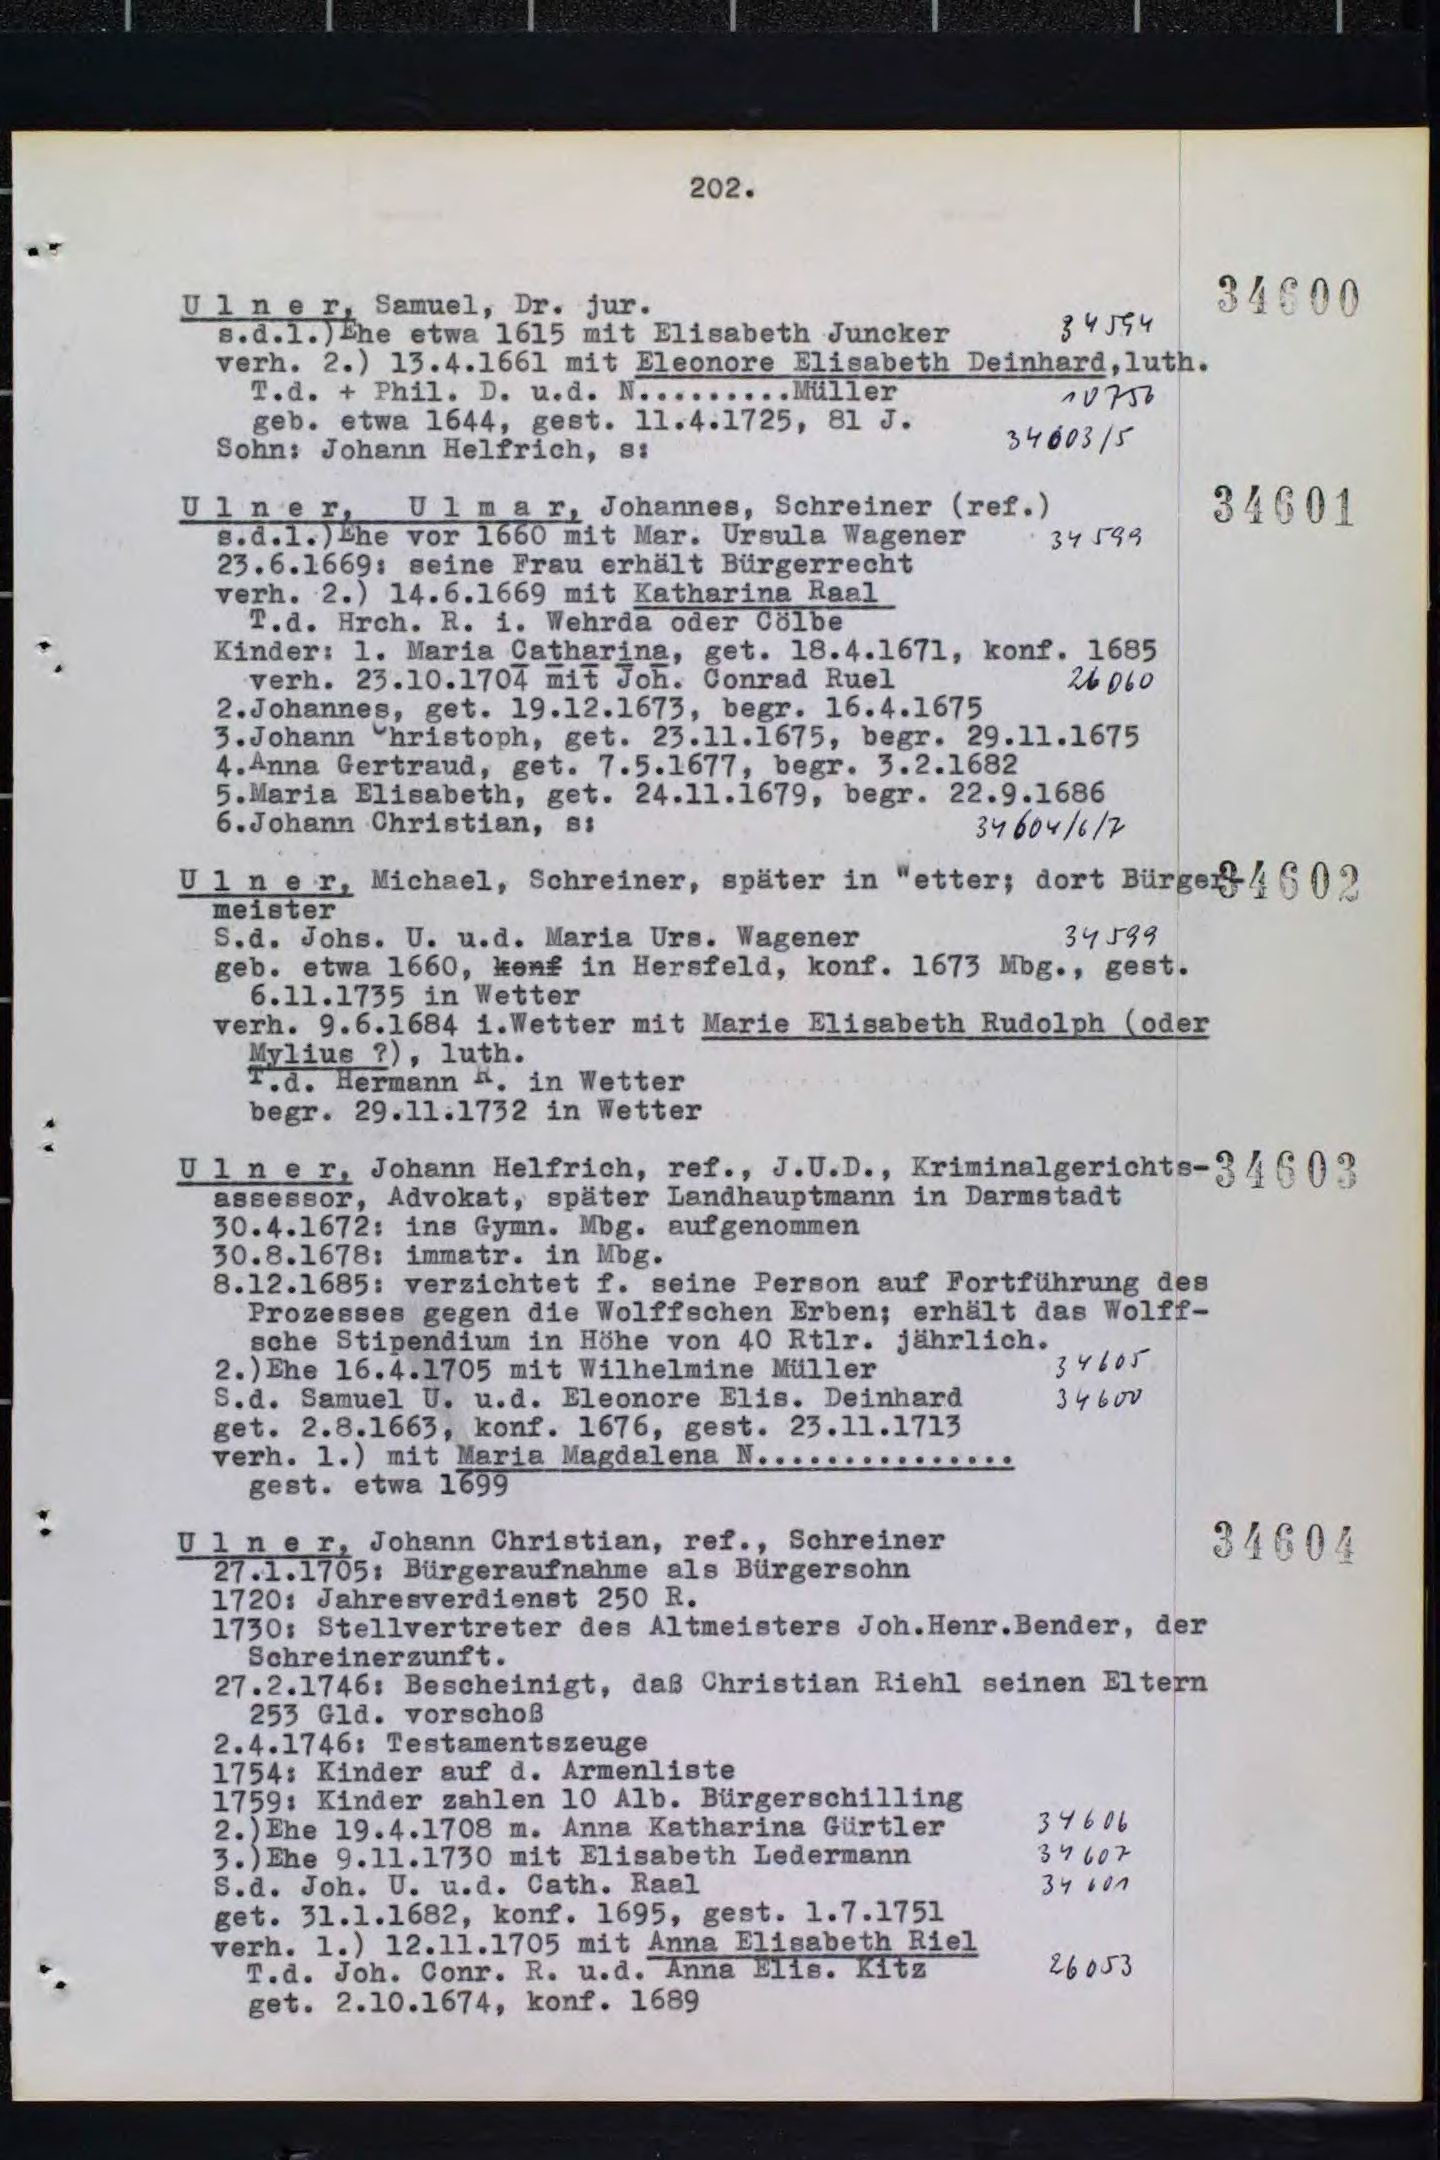 202.
U l n e r, Samuel, Dr. jur. 34600
s.d.1.)Ehe etwa 1615 mit Elisabeth Juncker 34594
verh. 2.) 13.4.1661 mit Eleonore Elisabeth Deinhard,luth.
T.d. + Phil. D. u.d. N.........Müller 10756
geb. etwa 1644, gest. 11.4.1725, 81 J.
Sohn: Johann Helfrich, s: 34603/5
U l n e r, U l m a r, Johannes, Schreiner (ref.) 34601
s.d.1.)Ehe vor 1660 mit Mar. Ursula Wagener 34599
23.6.1669: seine Frau erhält Bürgerrecht
verh. 2.) 14.6.1669 mit Katharina Raal
T.d. Hrch. R. i. Wehrda oder Cölbe
Kinder: 1. Maria Catharina, get. 18.4.1671, konf. 1685
verh. 23.10.1704 mit Joh. Conrad Ruel 26060
2.Johannes, get. 19.12.1673, begr. 16.4.1675
3.Johann Christoph, get. 23.11.1675, begr. 29.11.1675
4.Anna Gertraud, get. 7.5.1677, begr. 3.2.1682
5.Maria Elisabeth, get. 24.11.1679, begr. 22.9.1686
6.Johann Christian, s: 34604/6/7
U l n e r, Michael, Schreiner, später in Wetter; dort Bürger- 34602
meister
S.d. Johs. U. u.d. Maria Urs. Wagener 34599
geb. etwa 1660, konf in Hersfeld, konf. 1673 Mbg., gest.
6.11.1735 in Wetter
verh. 9.6.1684 i.Wetter mit Marie Elisabeth Rudolph (oder
Mylius ?), luth.
T.d. Hermann R. in Wetter
begr. 29.11.1732 in Wetter
U l n e r, Johann Helfrich, ref., J.U.D., Kriminalgerichts- 34603
assessor, Advokat, später Landhauptmann in Darmstadt
30.4.1672: ins Gymn. Mbg. aufgenommen
30.8.1678: immatr. in Mbg.
8.12.1685: verzichtet f. seine Person auf Fortführung des
Prozesses gegen die Wolffschen Erben; erhält das Wolff-
sche Stipendium in Höhe von 40 Rtlr. jährlich.
2.)Ehe 16.4.1705 mit Wilhelmine Müller 34605
S.d. Samuel U. u.d. Eleonore Elis. Deinhard 34600
get. 2.8.1663, konf. 1676, gest. 23.11.1713
verh. 1.) mit Maria Magdalena N...............
gest. etwa 1699
U l n e r, Johann Christian, ref., Schreiner 34604
27.1.1705: Bürgeraufnahme als Bürgersohn
1720: Jahresverdienst 250 R.
1730: Stellvertreter des Altmeisters Joh.Henr.Bender, der
Schreinerzunft.
27.2.1746: Bescheinigt, daß Christian Riehl seinen Eltern
253 Gld. vorschoß
2.4.1746: Testamentszeuge
1754: Kinder auf d. Armenliste
1759: Kinder zahlen 10 Alb. Bürgerschilling
2.)Ehe 19.4.1708 m. Anna Katharina Gürtler 34606
3.)Ehe 9.11.1730 mit Elisabeth Ledermann 34607
S.d. Joh. U. u.d. Cath. Raal 34601
get. 31.1.1682, konf. 1695, gest. 1.7.1751
verh. 1.) 12.11.1705 mit Anna Elisabeth Riel
T.d. Joh. Conr. R. u.d. Anna Elis. Kitz 26053
get. 2.10.1674, konf. 1689